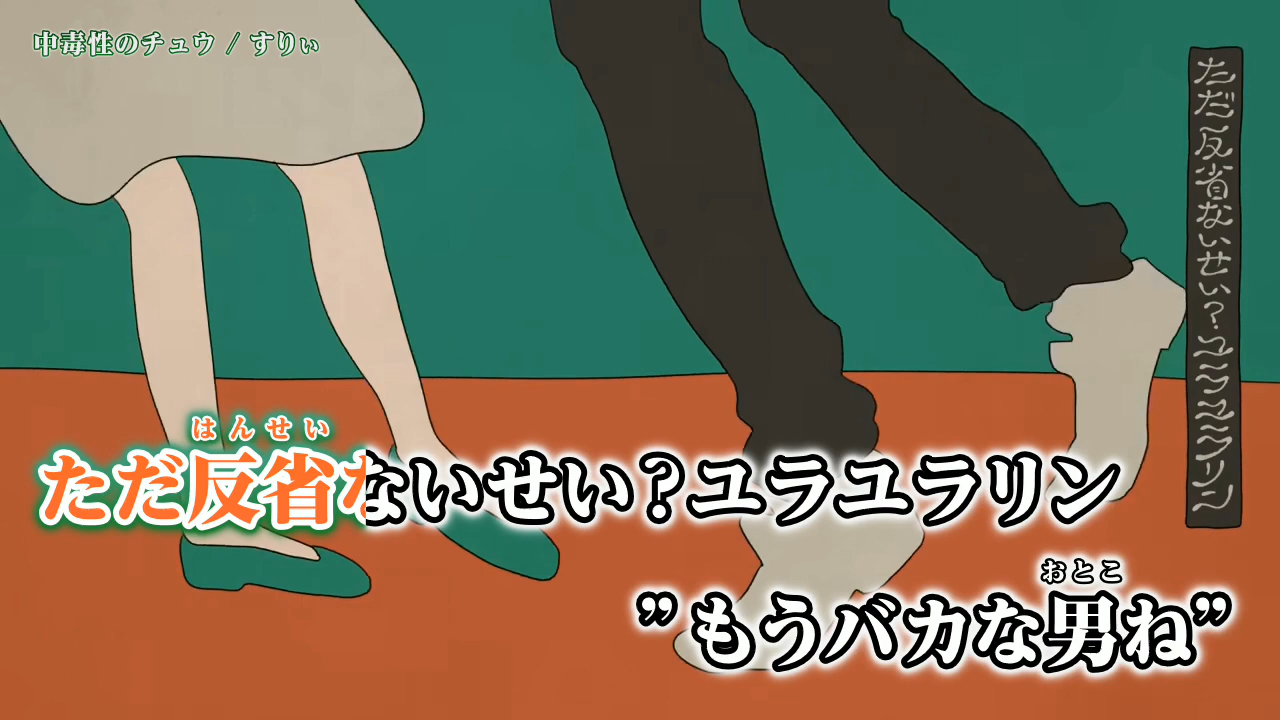 中毒性のチュウ / すりぃ
ただ反省ないせい？ユラユラリン
はんせい
ただ反省ないせい？ユラユラリン
おとこ
”もうバカな男ね”